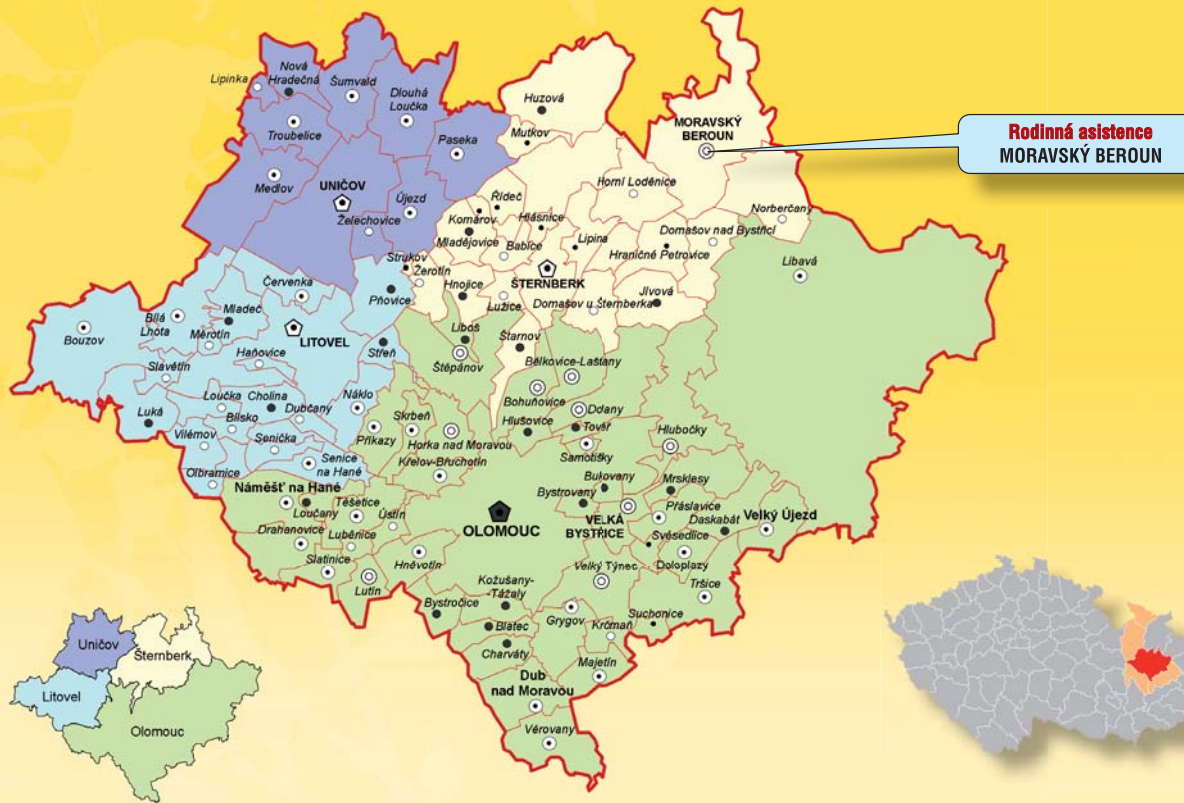 Lipinka
Nová
Hradečná
Šumvald
Dlouhá
Loučka
Troubelice
Paseka
Medlov
UNIČOV
Újezd
Želechovice
Huzová
Mutkov
MORAVSKÝ
BEROUN
Rodinná asistence
MORAVSKÝ BEROUN
Horní Loděnice
Řídeč
Komárov
Hlásnice
Mladějovice
Babice
Lipina
Norberčany
Domašov nad Bystřicí
Hraničné Petrovice
Strukov
Žerotín
ŠTERNBERK
Libavá
Hnojice
Lužice
Domašov u Šternberka
Jívová
Červenka
Pňovice
Mladeč
Bílá
Lhota
Měrotín
LITOVEL
Bouzov
Haňovice
Střeň
Liboš
Štarnov
Štěpánov
Slavětín
Bělkovice-Lašťany
Loučka
Cholina
Náklo
Bohuňovice
Dolany
Luká
Bílsko
Dubčany
Skrbeň
Hlušovice
Tovéř
Hlubočky
Vilémov
Senička
Příkazy
Horka nad Moravou
Samotišky
Senice
na Hané
Křelov-Břuchotín
Olbramice
Bukovany
Mrsklesy
Náměšť na Hané
Bystrovany
Přáslavice
Loučany
Těšetice
Ústín
OLOMOUC
VELKÁ
BYSTŘICE
Daskabát
Velký Újezd
Drahanovice
Luběnice
Svésedlice
Slatinice
Hněvotín
Velký Týnec
Doloplazy
Lutín
Kožušany-
-Tážaly
Tršice
Bystročice
Grygov
Suchonice
Blatec
Krčmaň
Charváty
Majetín
Dub
nad Moravou
Věrovany
Uničov
Šternberk
Litovel
Olomouc